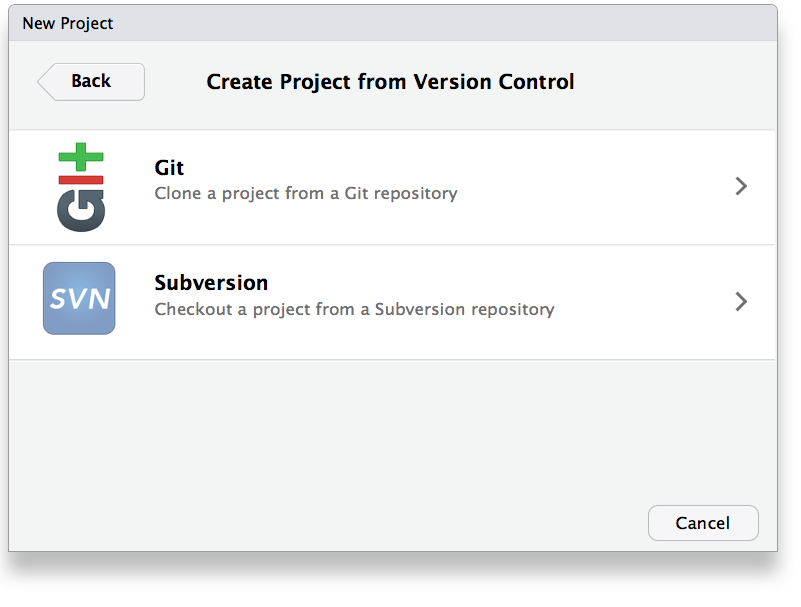 New Project
Back
Create Project from Version Control
Git
Git
Clone a project from a Git repository
SVN
Subversion
Checkout a project from a Subversion repository
Cancel